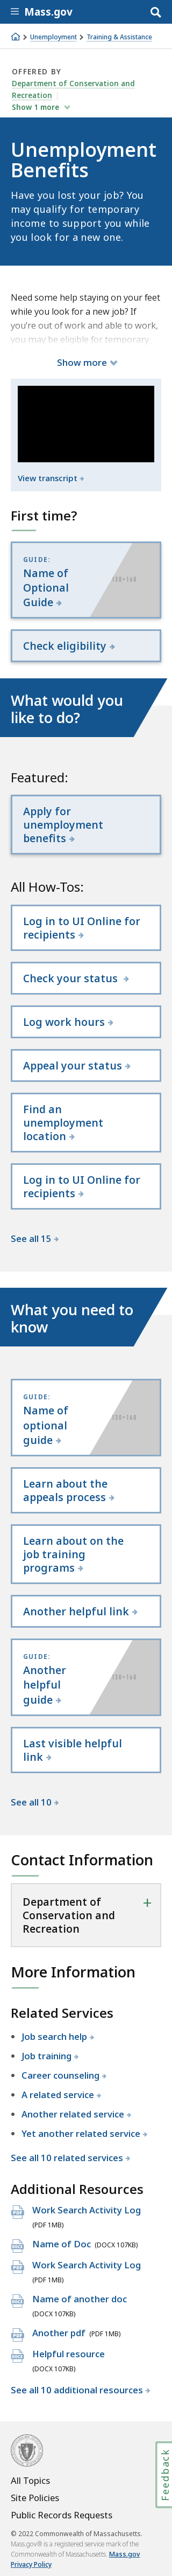 Mass.gov
Unemployment
Training & Assistance
OFFERED BY
Department of Conservation and
Recreation
Show 1 more
Unemployment
Benefits
Have you lost your job? You
may qualify for temporary
income to support you while
you look for a new one.
Need some help staying on your feet
while you look for a new job? If
you're out of work and able to work,
you may be eligible for temporary
Show more
View transcript
First time?
GUIDE:
Name of
Optional
Guide
Check eligibility
What would you
like to do?
Featured:
Apply for
unemployment
benefits
All How-Tos:
Log in to UI Online for
recipients
Check your status
Log work hours
Appeal your status
Find an
unemployment
location
Log in to UI Online for
recipients
See all 15
What you need to
know
GUIDE:
Name of
optional
guide
Learn about the
appeals process
Learn about on the
job training
programs
Another helpful link
GUIDE:
Another
helpful
guide
Last visible helpful
link
See all 10
Contact Information
Department of
Conservation and
Recreation
More Information
Related Services
Job search help
Job training
Career counseling
A related service
Another related service
Yet another related service
See all 10 related services
Additional Resources
PDF Work Search Activity Log
(PDF 1MB)
DOCX Name of Doc (DOCX 107KB)
PDF Work Search Activity Log
(PDF 1MB)
DOCX Name of another doc
(DOCX 107KB)
PDF Another pdf (PDF 1MB)
DOCX Helpful resource
(DOCX 107KB)
See all 10 additional resources
Feedback
All Topics
Site Policies
Public Records Requests
© 2022 Commonwealth of Massachusetts.
Mass.gov® is a registered service mark of the
Commonwealth of Massachusetts. Mass.gov
Privacy Policy